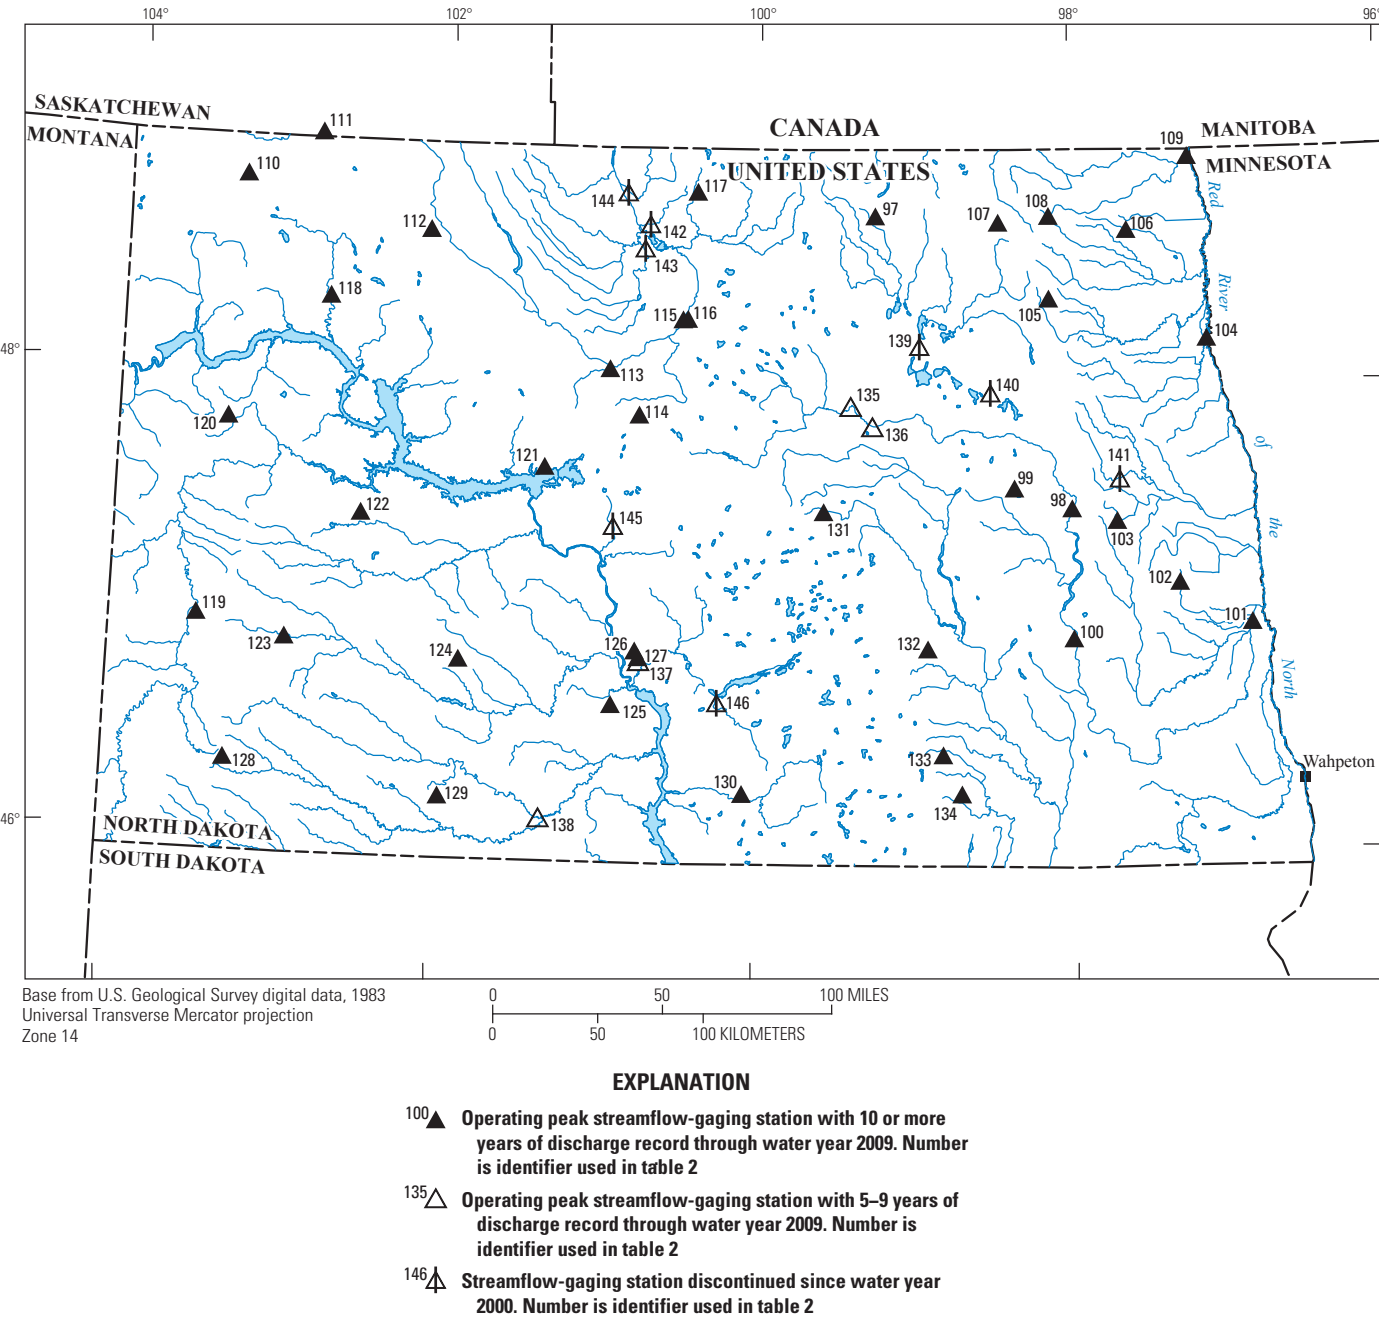 104°
102°
100°
98°
96°
SASKATCHEWAN
MONTANA
111
CANADA
UNITED STATES
MANITOBA
MINNESOTA
109
110
144
117
Red
112
142
143
97
107
108
106
118
River
115
116
105
104
48°
139
113
120
114
135
136
140
of
121
141
122
99
98
145
131
103
the
102
119
101
123
124
126
127
137
132
100
North
125
146
128
133
Wahpeton
129
130
134
46°
138
NORTH DAKOTA
SOUTH DAKOTA
Base from U.S. Geological Survey digital data, 1983
Universal Transverse Mercator projection
Zone 14
0 50 100 MILES
0 50 100 KILOMETERS
EXPLANATION
100 Operating peak streamflow-gaging station with 10 or more
years of discharge record through water year 2009. Number
is identifier used in table 2
135 Operating peak streamflow-gaging station with 5–9 years of
discharge record through water year 2009. Number is
identifier used in table 2
146 Streamflow-gaging station discontinued since water year
2000. Number is identifier used in table 2